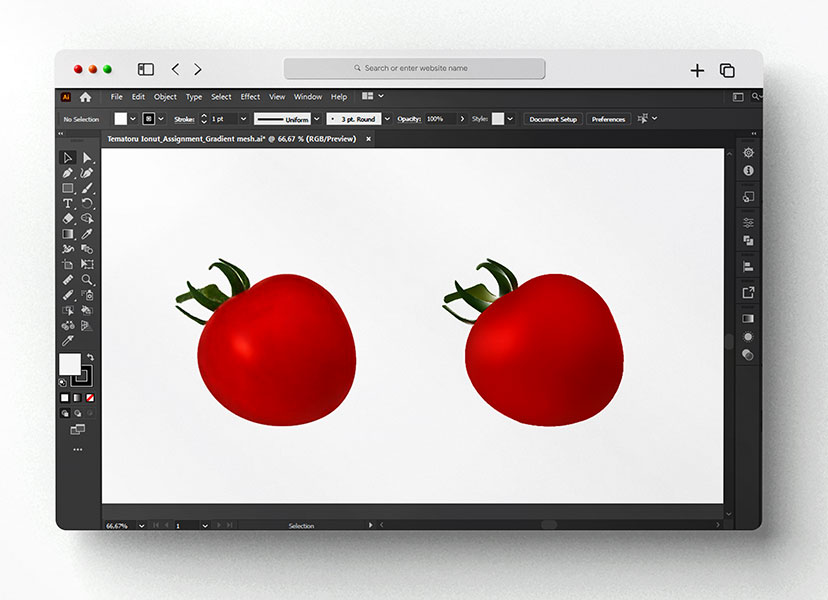 Search or enter website name
Ai File Edit Object Type Select Effect View Window Help
No Selection Stroke: 1 pt Uniform 3 pt. Round Opacity: 100% Style: Document Setup Preferences
Tematoru Ionut_Assignment_Gradient mesh.ai* @ 66,67 % (RGB/Preview) ×
66,67% 1 Selection